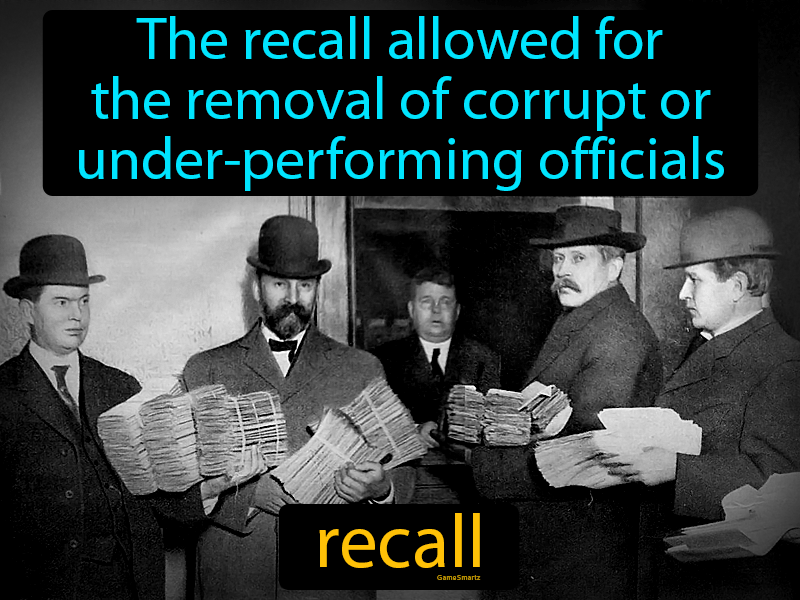 The recall allowed for
the removal of corrupt or
under-performing officials
recall
GameSmartz